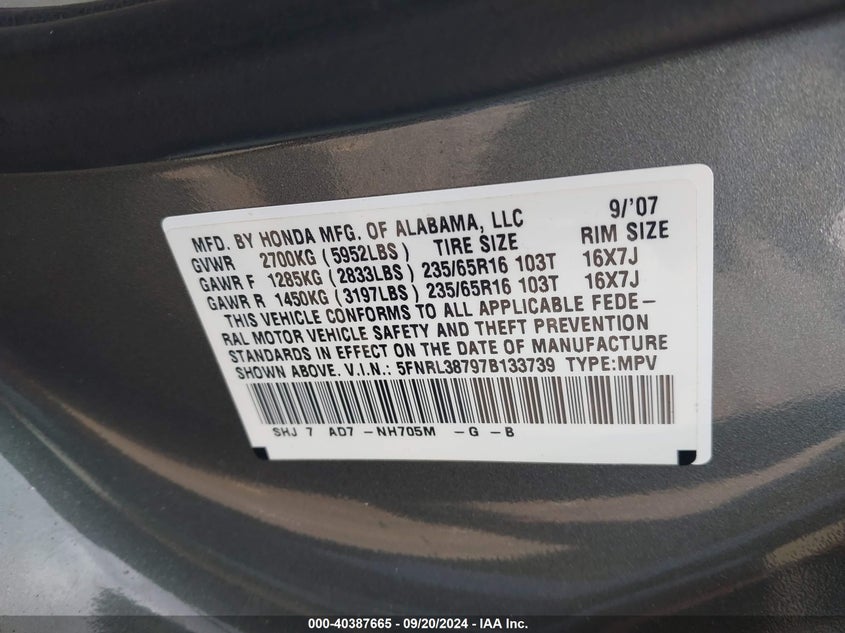 MFD. BY HONDA MFG. OF ALABAMA, LLC 9/'07
GVWR 2700KG (5952LBS) TIRE SIZE RIM SIZE
GAWR F 1285KG (2833LBS) 235/65R16 103T 16X7J
GAWR R 1450KG (3197LBS) 235/65R16 103T 16X7J
THIS VEHICLE CONFORMS TO ALL APPLICABLE FEDE-
RAL MOTOR VEHICLE SAFETY AND THEFT PREVENTION
STANDARDS IN EFFECT ON THE DATE OF MANUFACTURE
SHOWN ABOVE. V.I.N.: 5FNRL38797B133739 TYPE:MPV
SHJ 7 AD7 -NH705M -G -B
000-40387665 - 09/20/2024 - IAA Inc.